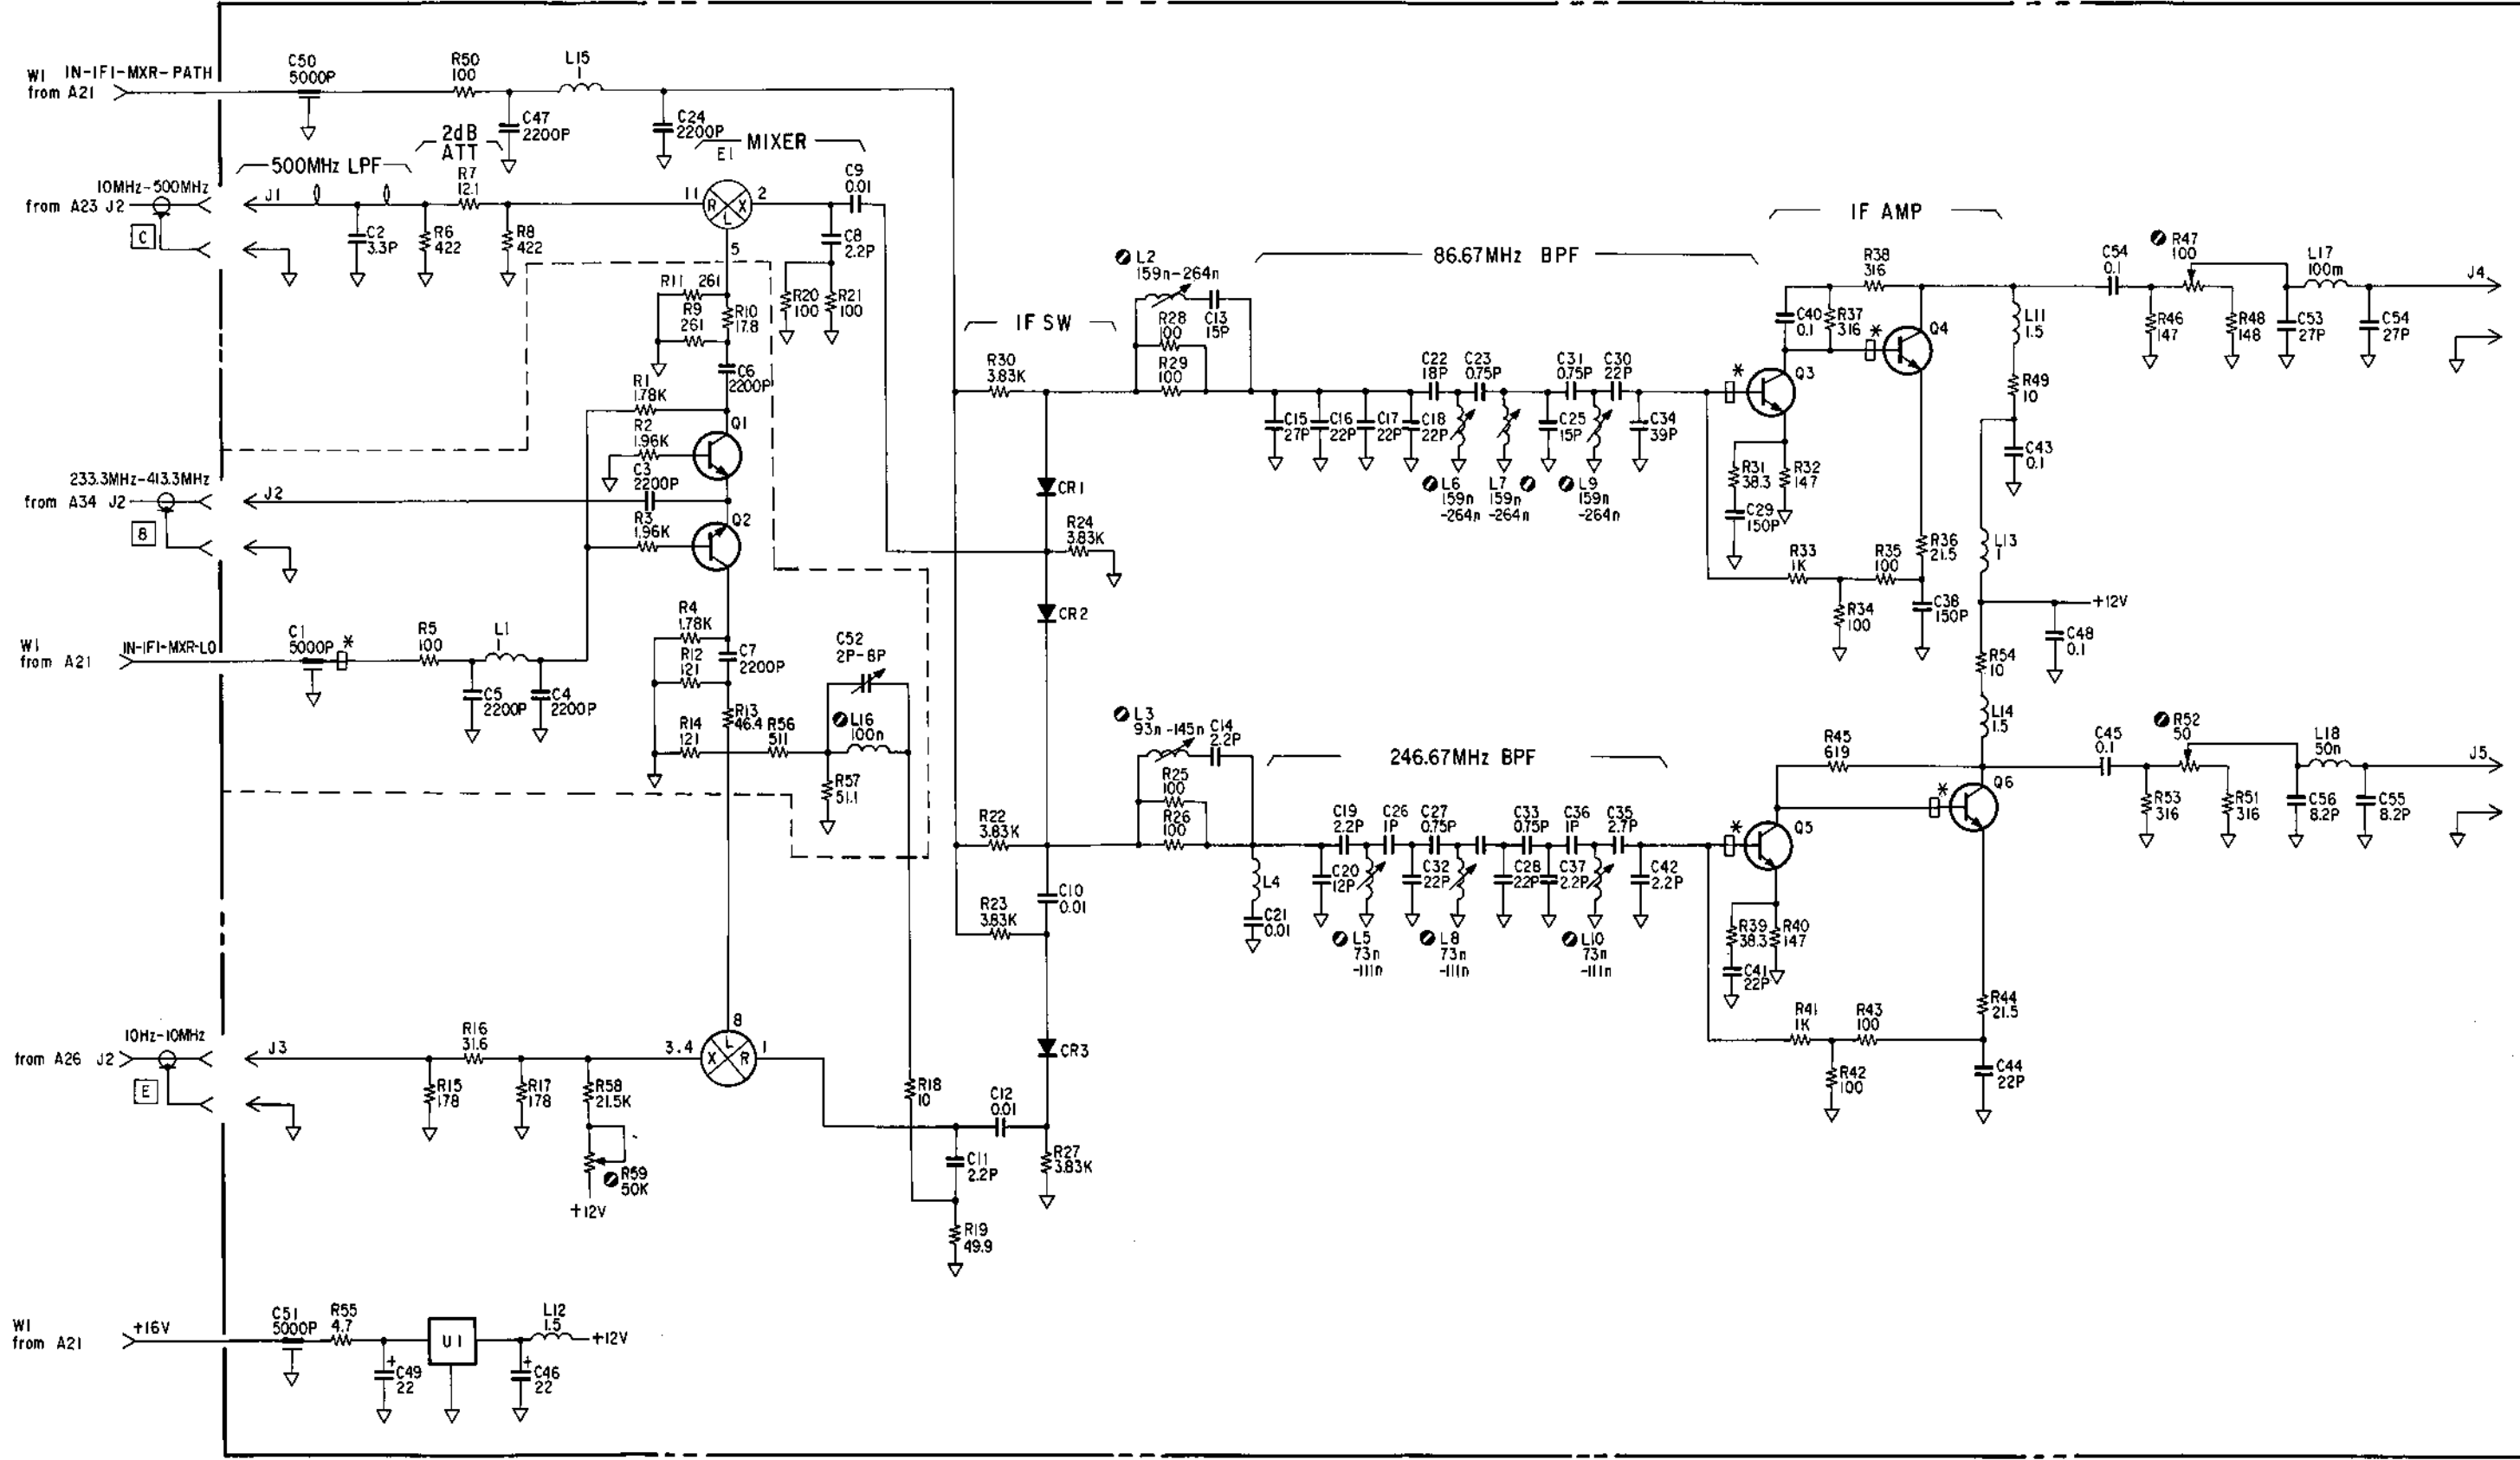 W1 IN-IF1-MXR-PATH
from A21
C50
5000P
R50
100
L15
1
C47
2200P
C24
2200P
500MHz LPF
2dB
ATT
E1 MIXER
10MHz-500MHz
from A23 J2
C
J1
C2
3.3P
R6
422
R7
12.1
R8
422
11
R
X
L
2
5
C9
0.01
C8
2.2P
R20
100
R21
100
R11 261
R9
261
R10
17.8
C6
2200P
R1
1.78K
R2
1.96K
Q1
C3
2200P
R3
1.96K
Q2
233.3MHz-413.3MHz
from A34 J2
B
J2
W1
from A21
IN-IF1-MXR-LO
C1
5000P
*
R5
100
L1
1
C5
2200P
C4
2200P
R4
1.78K
R12
121
C7
2200P
R13
46.4
R14
121
R56
511
C52
2P-8P
L16
100n
R57
51.1
10Hz-10MHz
from A26 J2
E
J3
R16
31.6
R15
178
R17
178
R58
21.5K
R59
50K
+12V
3.4
X
L
R
8
1
R18
10
C11
2.2P
C12
0.01
R19
49.9
R27
3.83K
W1
from A21
+16V
C51
5000P
R55
4.7
C49
22
+
U1
C46
22
+
L12
1.5
+12V
IF SW
R30
3.83K
CR1
R24
3.83K
CR2
R22
3.83K
R23
3.83K
C10
0.01
CR3
L2
159n-264n
C13
15P
R28
100
R29
100
86.67MHz BPF
C15
27P
C16
22P
C17
22P
C18
22P
C22
18P
C23
0.75P
C31
0.75P
C30
22P
C25
15P
C34
39P
L6
159n
-264n
L7
159n
-264n
L9
159n
-264n
IF AMP
*
Q3
C40
0.1
R37
316
R38
316
*
Q4
R31
38.3
R32
147
C29
150P
R33
1K
R35
100
R34
100
R36
21.5
C38
150P
L11
1.5
R49
10
C43
0.1
L13
1
+12V
C48
0.1
R54
10
L14
1.5
C54
0.1
R47
100
R46
147
R48
148
C53
27P
L17
100m
C54
27P
J4
L3
93n-145n
C14
2.2P
R25
100
R26
100
L4
C21
0.01
246.67MHz BPF
C20
12P
C19
2.2P
C26
1P
C27
0.75P
C33
0.75P
C36
1P
C35
2.7P
C32
22P
C28
22P
C37
2.2P
C42
2.2P
L5
73n
-111n
L8
73n
-111n
L10
73n
-111n
*
Q5
R45
619
*
Q6
R39
38.3
R40
147
C41
22P
R41
1K
R43
100
R42
100
R44
21.5
C44
22P
C45
0.1
R52
50
R53
316
R51
316
C56
8.2P
L18
50n
C55
8.2P
J5